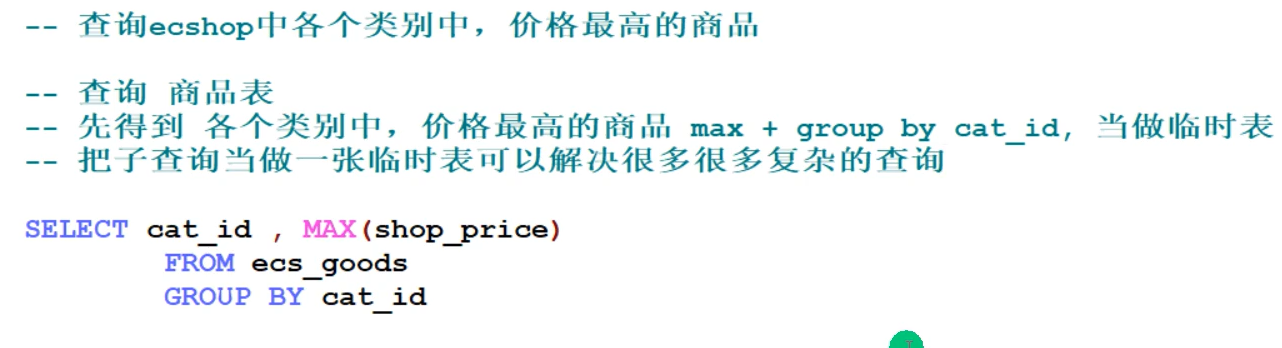 -- 查询ecshop中各个类别中，价格最高的商品
-- 查询 商品表
-- 先得到 各个类别中，价格最高的商品 max + group by cat_id, 当做临时表
-- 把子查询当做一张临时表可以解决很多很多复杂的查询
SELECT cat_id , MAX(shop_price)
FROM ecs_goods
GROUP BY cat_id